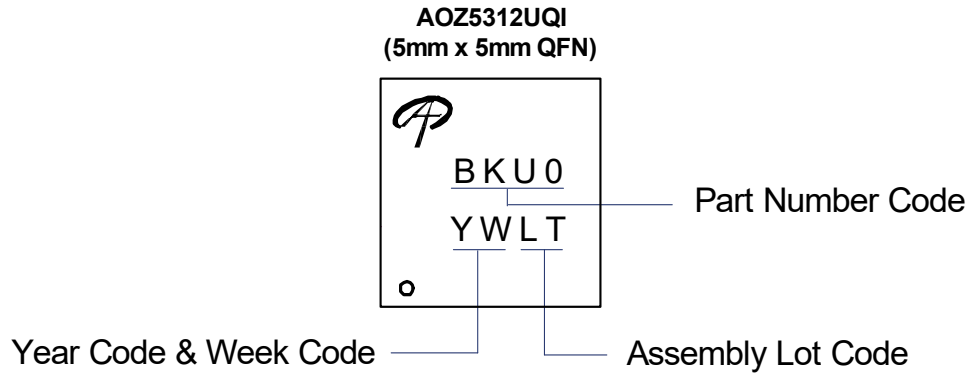 AOZ5312UQI
(5mm x 5mm QFN)
BKU0
Part Number Code
YWLT
Year Code & Week Code
Assembly Lot Code